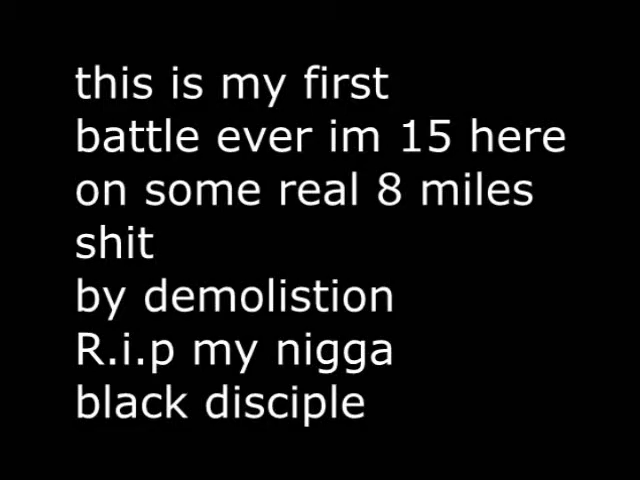 this is my first
battle ever im 15 here
on some real 8 miles
shit
by demolistion
R.i.p my nigga
black disciple